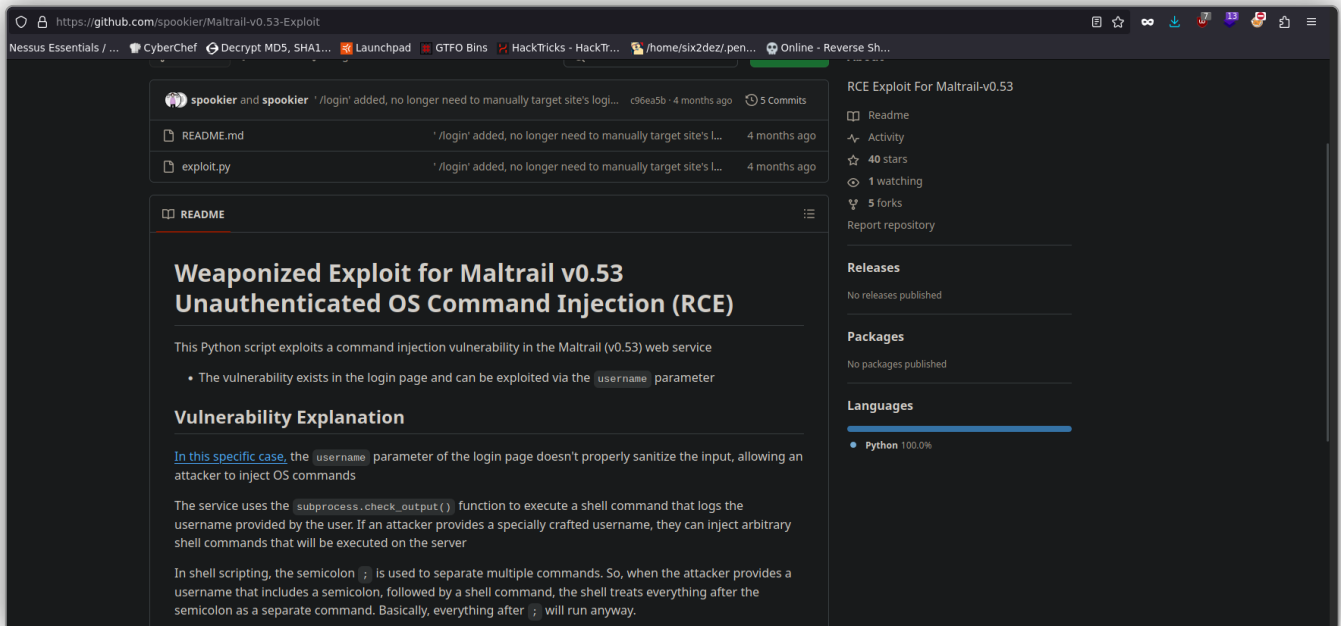 https://github.com/spookier/Maltrail-v0.53-Exploit
7
13
Nessus Essentials / ... CyberChef Decrypt MD5, SHA1... Launchpad GTFO Bins HackTricks - HackTr... /home/six2dez/.pen... Online - Reverse Sh...
spookier and spookier ' /login' added, no longer need to manually target site's logi... c96ea5b · 4 months ago 5 Commits
README.md ' /login' added, no longer need to manually target site's l... 4 months ago
exploit.py ' /login' added, no longer need to manually target site's l... 4 months ago
README
Weaponized Exploit for Maltrail v0.53
Unauthenticated OS Command Injection (RCE)
This Python script exploits a command injection vulnerability in the Maltrail (v0.53) web service
• The vulnerability exists in the login page and can be exploited via the username parameter
Vulnerability Explanation
In this specific case, the username parameter of the login page doesn't properly sanitize the input, allowing an
attacker to inject OS commands
The service uses the subprocess.check_output() function to execute a shell command that logs the
username provided by the user. If an attacker provides a specially crafted username, they can inject arbitrary
shell commands that will be executed on the server
In shell scripting, the semicolon ; is used to separate multiple commands. So, when the attacker provides a
username that includes a semicolon, followed by a shell command, the shell treats everything after the
semicolon as a separate command. Basically, everything after ; will run anyway.
RCE Exploit For Maltrail-v0.53
Readme
Activity
40 stars
1 watching
5 forks
Report repository
Releases
No releases published
Packages
No packages published
Languages
Python 100.0%